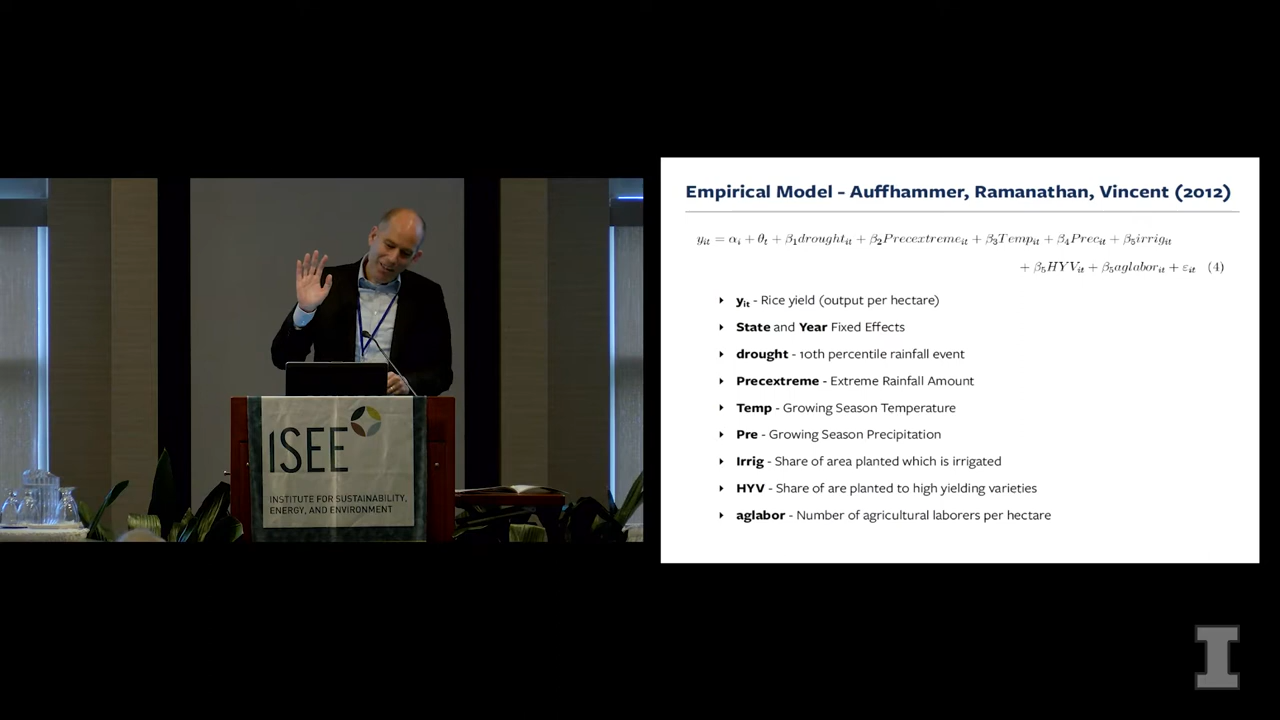 ISEE
INSTITUTE FOR SUSTAINABILITY,
ENERGY, AND ENVIRONMENT
Empirical Model - Auffhammer, Ramanathan, Vincent (2012)
y_it = α_i + θ_t + β_1drought_it + β_2Precextreme_it + β_3Temp_it + β_4Prec_it + β_5irrig_it
+ β_5HYV_it + β_5aglabor_it + ε_it (4)
‣ y_it - Rice yield (output per hectare)
‣ State and Year Fixed Effects
‣ drought - 10th percentile rainfall event
‣ Precextreme - Extreme Rainfall Amount
‣ Temp - Growing Season Temperature
‣ Pre - Growing Season Precipitation
‣ Irrig - Share of area planted which is irrigated
‣ HYV - Share of are planted to high yielding varieties
‣ aglabor - Number of agricultural laborers per hectare
I